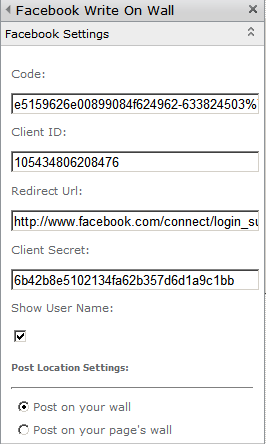 Facebook Write On Wall
Facebook Settings
Code:
e5159626e00899084f624962-633824503%
Client ID:
105434806208476
Redirect Url:
http://www.facebook.com/connect/login_su
Client Secret:
6b42b8e5102134fa62b357d6d1a9c1bb
Show User Name:
Post Location Settings:
Post on your wall
Post on your page's wall